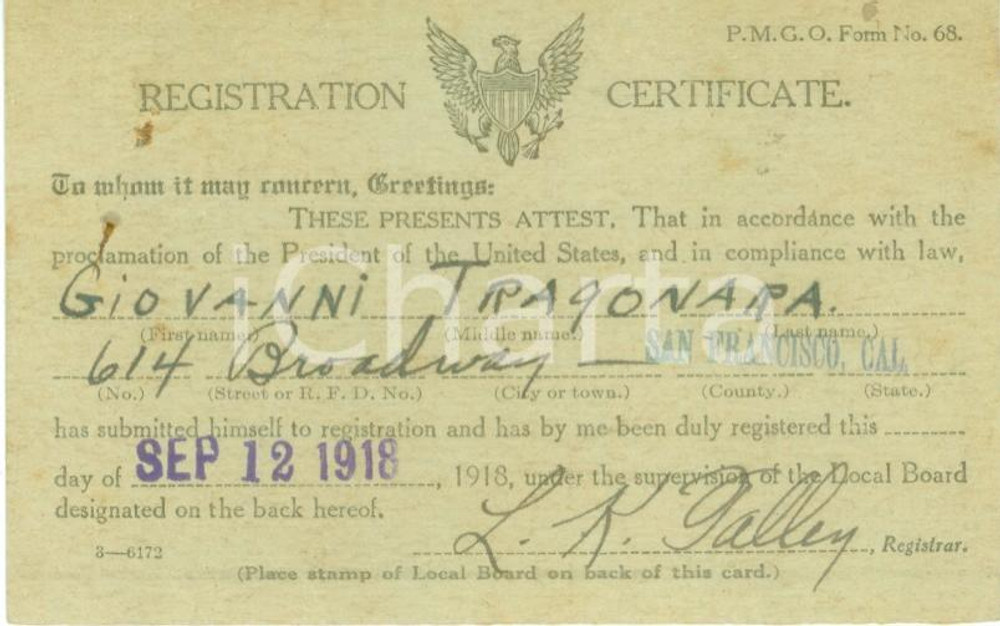 P.M.G.O. Form No. 68.
REGISTRATION CERTIFICATE.
To whom it may concern, Greetings:
THESE PRESENTS ATTEST, That in accordance with the
proclamation of the President of the United States, and in compliance with law,
GiOVANNi TRAGONARA.
(First name) (Middle name.) (Last name.)
614 Broadway — SAN FRANCISCO, CAL.
(No.) (Street or R. F. D. No.) (City or town.) (County.) (State.)
has submitted himself to registration and has by me been duly registered this
day of SEP 12 1918, 1918, under the supervision of the Local Board
designated on the back hereof.
L. K. Talley
3—6172 , Registrar.
(Place stamp of Local Board on back of this card.)
iCharta